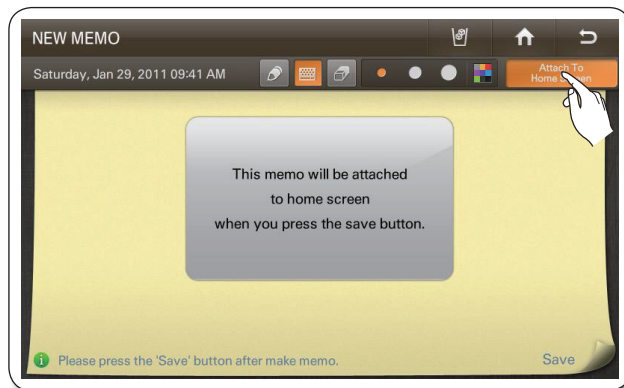 NEW MEMO
Saturday, Jan 29, 2011 09:41 AM
Attach To
Home Screen
This memo will be attached
to home screen
when you press the save button.
Please press the 'Save' button after make memo.
Save